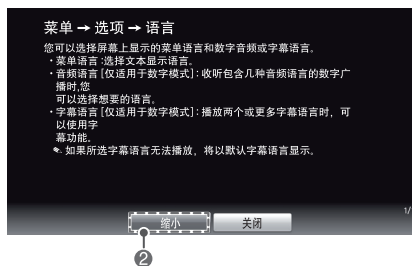 菜单 → 选项 → 语言
您可以选择屏幕上显示的菜单语言和数字音频或字幕语言。
・菜单语言 :选择文本显示语言。
・音频语言 [仅适用于数字模式] : 收听包含几种音频语言的数字广
播时,您
可以选择想要的语言。
・字幕语言 [仅适用于数字模式] : 播放两个或更多字幕语言时，可
以使用字
幕功能。
✎ 如果所选字幕语言无法播放，将以默认字幕语言显示。
1/
缩小 关闭
❷